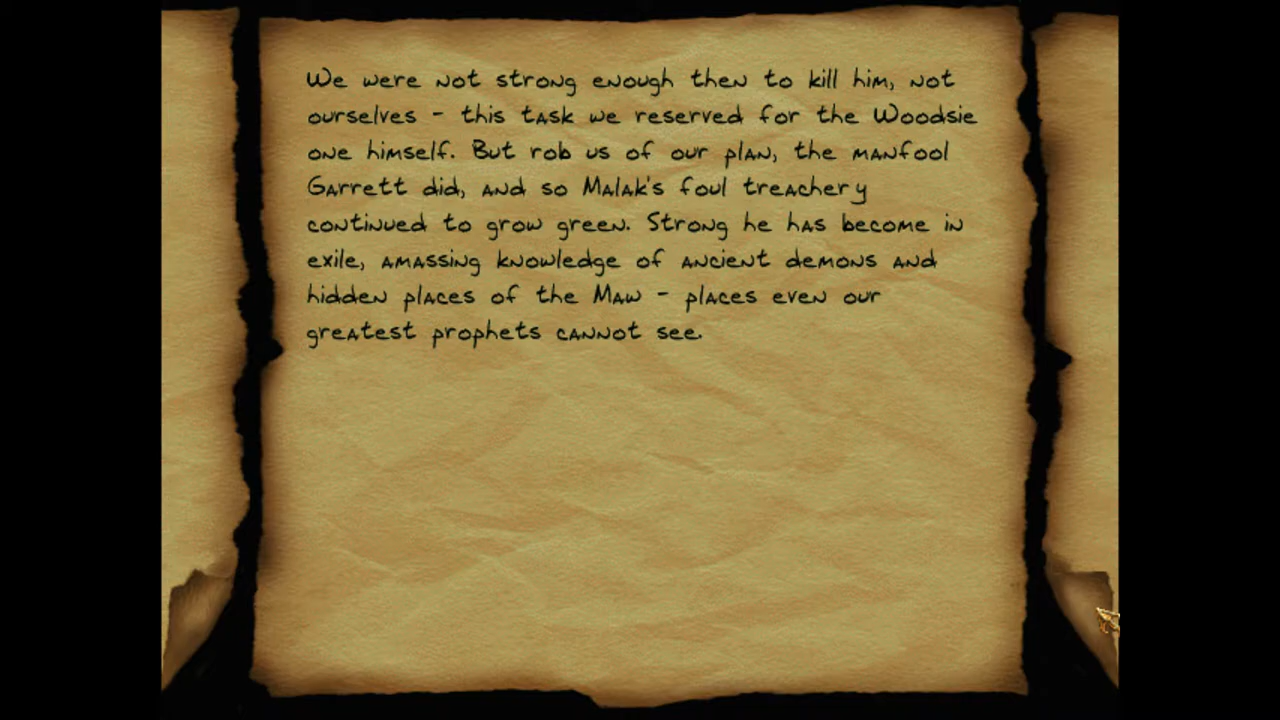 We were not strong enough then to kill him, not
ourselves - this task we reserved for the Woodsie
one himself. But rob us of our plan, the manfool
Garrett did, and so Malak's foul treachery
continued to grow green. Strong he has become in
exile, amassing knowledge of ancient demons and
hidden places of the Maw - places even our
greatest prophets cannot see.